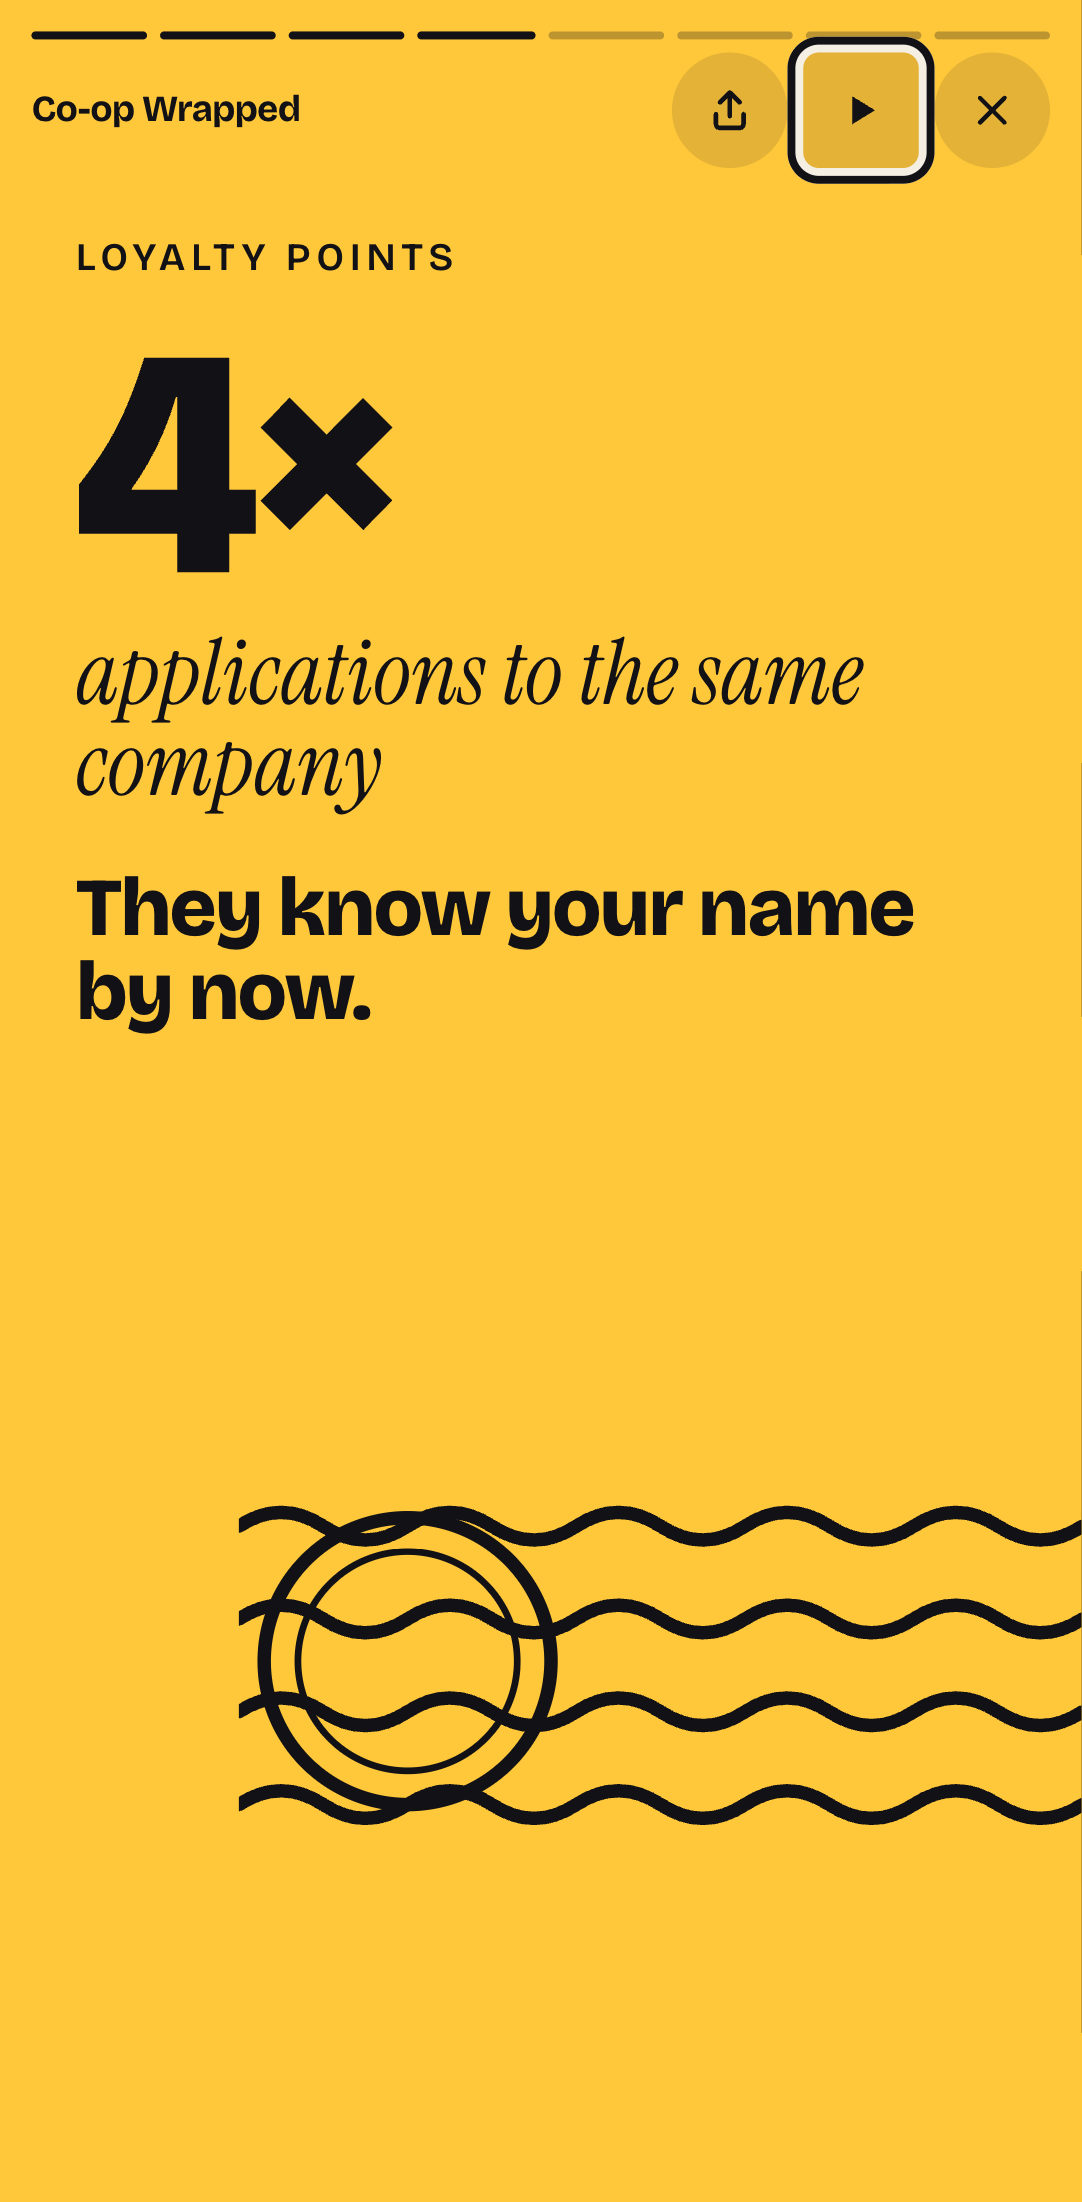 Co-op Wrapped
LOYALTY POINTS
4×
applications to the same
company
They know your name
by now.